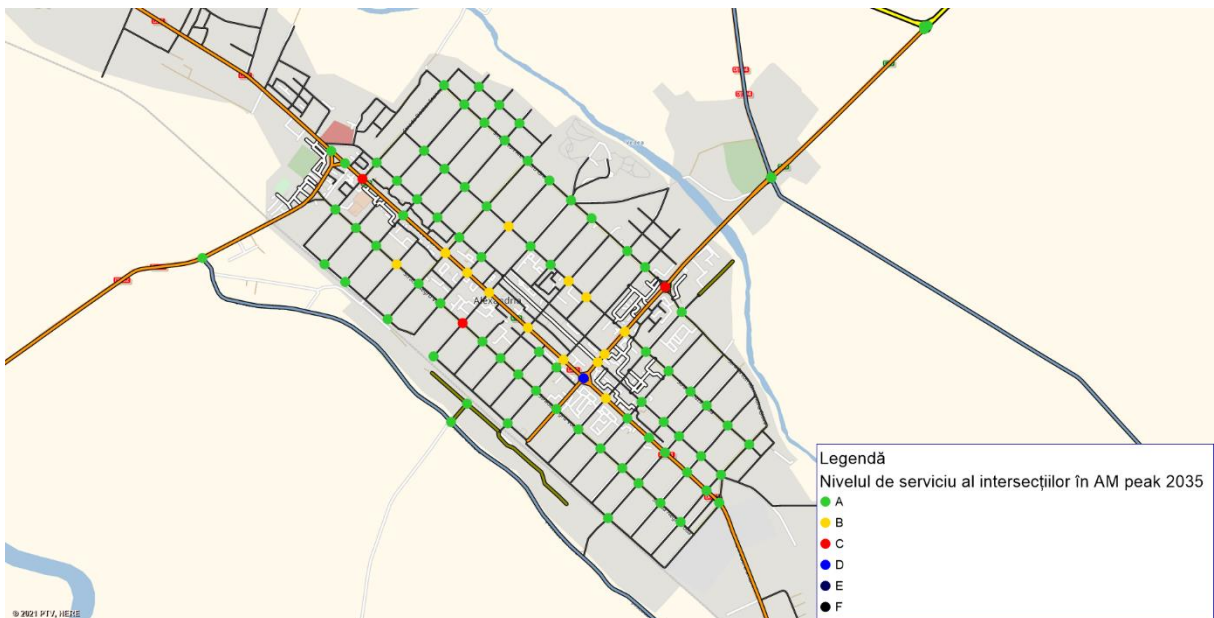 Alexandria
Legendă
Nivelul de serviciu al intersecțiilor în AM peak 2035
A
B
C
D
E
F
© 2021 PTV, HERE